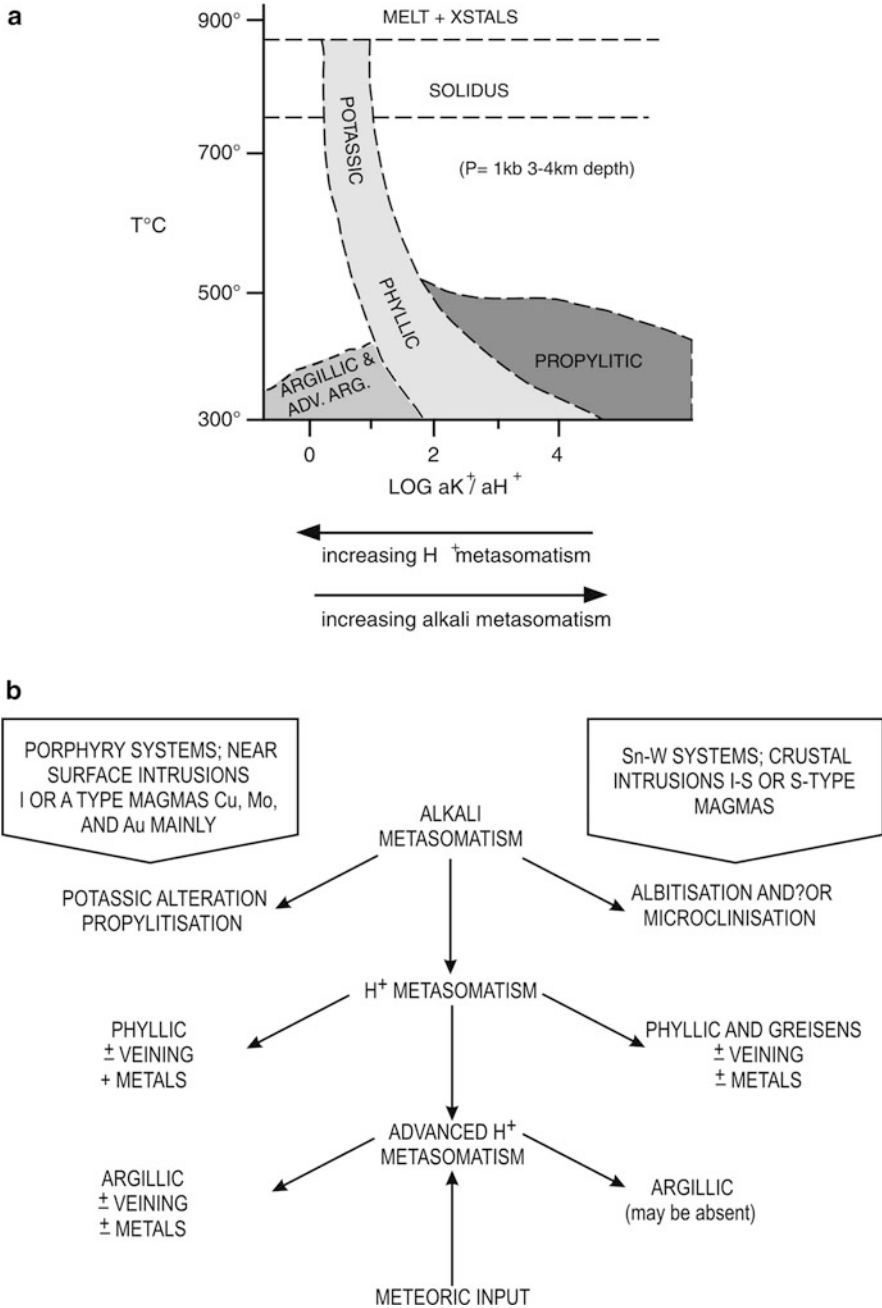 a
900°
MELT + XSTALS
SOLIDUS
POTASSIC
700°
(P= 1kb 3-4km depth)
T°C
500°
PHYLLIC
PROPYLITIC
ARGILLIC &
ADV. ARG.
300°
0 2 4
LOG aK+/ aH+
increasing H+ metasomatism
increasing alkali metasomatism
b
PORPHYRY SYSTEMS; NEAR
SURFACE INTRUSIONS
I OR A TYPE MAGMAS Cu, Mo,
AND Au MAINLY
Sn-W SYSTEMS; CRUSTAL
INTRUSIONS I-S OR S-TYPE
MAGMAS
ALKALI
METASOMATISM
POTASSIC ALTERATION
PROPYLITISATION
ALBITISATION AND?OR
MICROCLINISATION
H+ METASOMATISM
PHYLLIC
± VEINING
+ METALS
PHYLLIC AND GREISENS
± VEINING
± METALS
ADVANCED H+
METASOMATISM
ARGILLIC
± VEINING
± METALS
ARGILLIC
(may be absent)
METEORIC INPUT